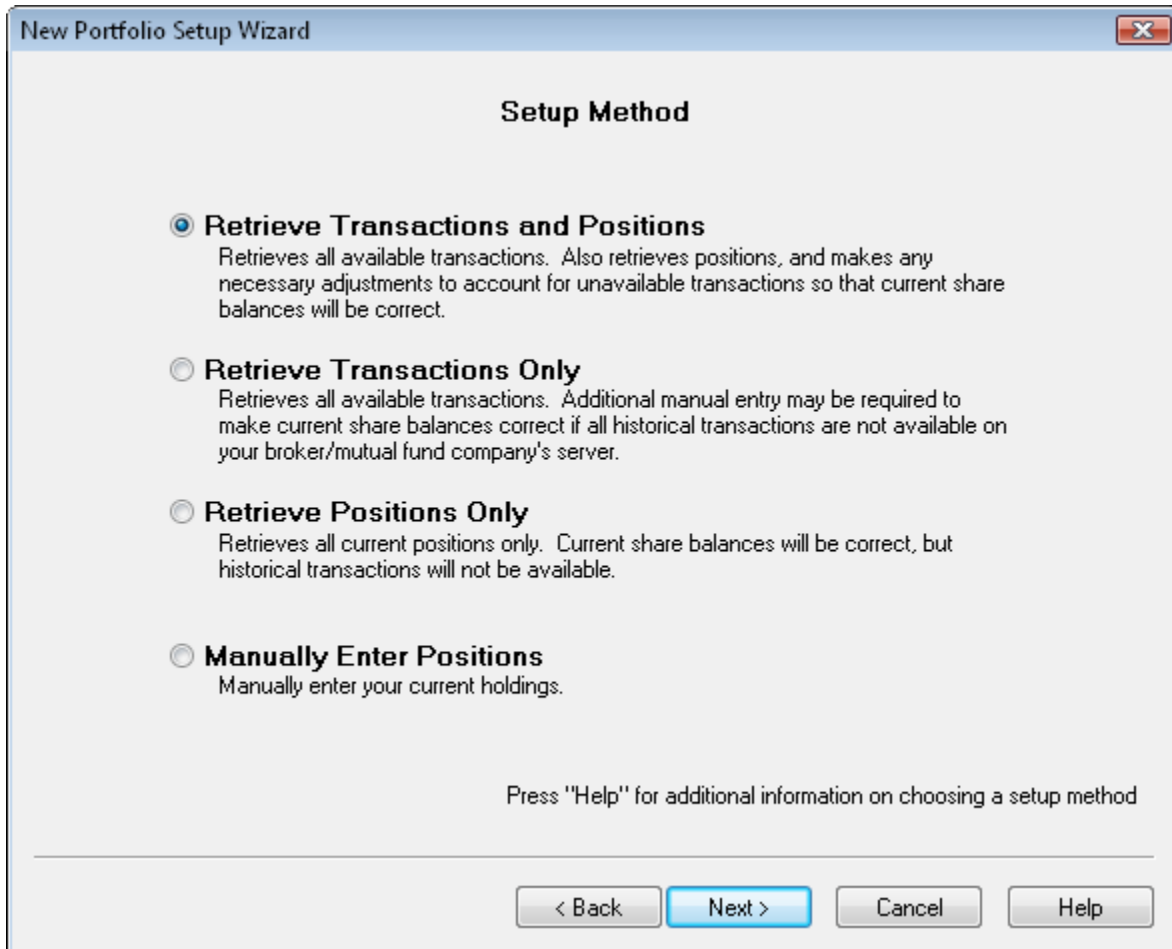 New Portfolio Setup Wizard
Setup Method
Retrieve Transactions and Positions
Retrieves all available transactions.  Also retrieves positions, and makes any
necessary adjustments to account for unavailable transactions so that current share
balances will be correct.
Retrieve Transactions Only
Retrieves all available transactions.  Additional manual entry may be required to
make current share balances correct if all historical transactions are not available on
your broker/mutual fund company's server.
Retrieve Positions Only
Retrieves all current positions only.  Current share balances will be correct, but
historical transactions will not be available.
Manually Enter Positions
Manually enter your current holdings.
Press "Help" for additional information on choosing a setup method
< Back Next > Cancel Help